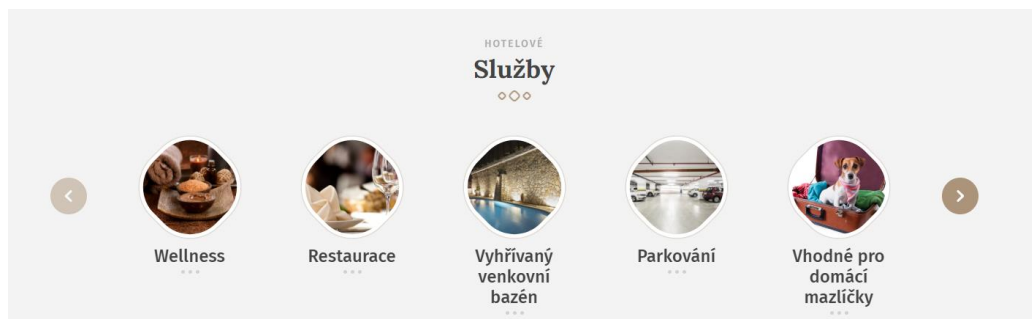 HOTELOVÉ
Služby
Wellness
Restaurace
Vyhřívaný
venkovní
bazén
Parkování
Vhodné pro
domácí
mazlíčky